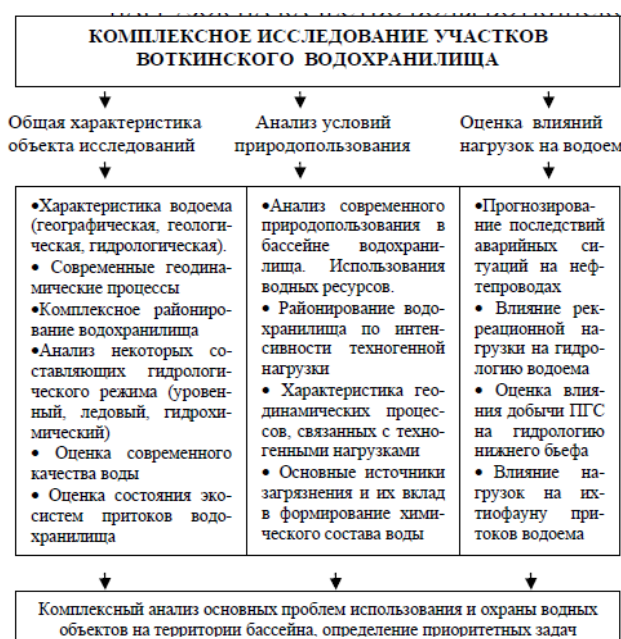 КОМПЛЕКСНОЕ ИССЛЕДОВАНИЕ УЧАСТКОВ
ВОТКИНСКОГО ВОДОХРАНИЛИЩА
Общая характеристика
объекта исследований
Анализ условий
природопользования
Оценка влияний
нагрузок на водоем
•Характеристика водоема
(географическая, геологи-
ческая, гидрологическая).
• Современные геодина-
мические процессы
•Комплексное райониро-
вание водохранилища
•Анализ некоторых со-
ставляющих гидрологи-
ческого режима (уровен-
ный, ледовый, гидрохи-
мический)
• Оценка современного
качества воды
• Оценка состояния эко-
систем притоков водо-
хранилища
•Анализ современного
природопользования в
бассейне водохрани-
лища. Использования
водных ресурсов.
• Районирование водо-
хранилища по интен-
сивности техногенной
нагрузки
• Характеристика гео-
динамических процес-
сов, связанных с техно-
генными нагрузками
• Основные источники
загрязнения и их вклад
в формирование хими-
ческого состава воды
•Прогнозирова-
ние последствий
аварийных си-
туаций на неф-
тепроводах
• Влияние рек-
реационной на-
грузки на гидро-
логию водоема
• Оценка влия-
ния добычи ПГС
на гидрологию
нижнего бьефа
• Влияние на-
грузок на их-
тиофауну при-
токов водоема
Комплексный анализ основных проблем использования и охраны водных
объектов на территории бассейна, определение приоритетных задач